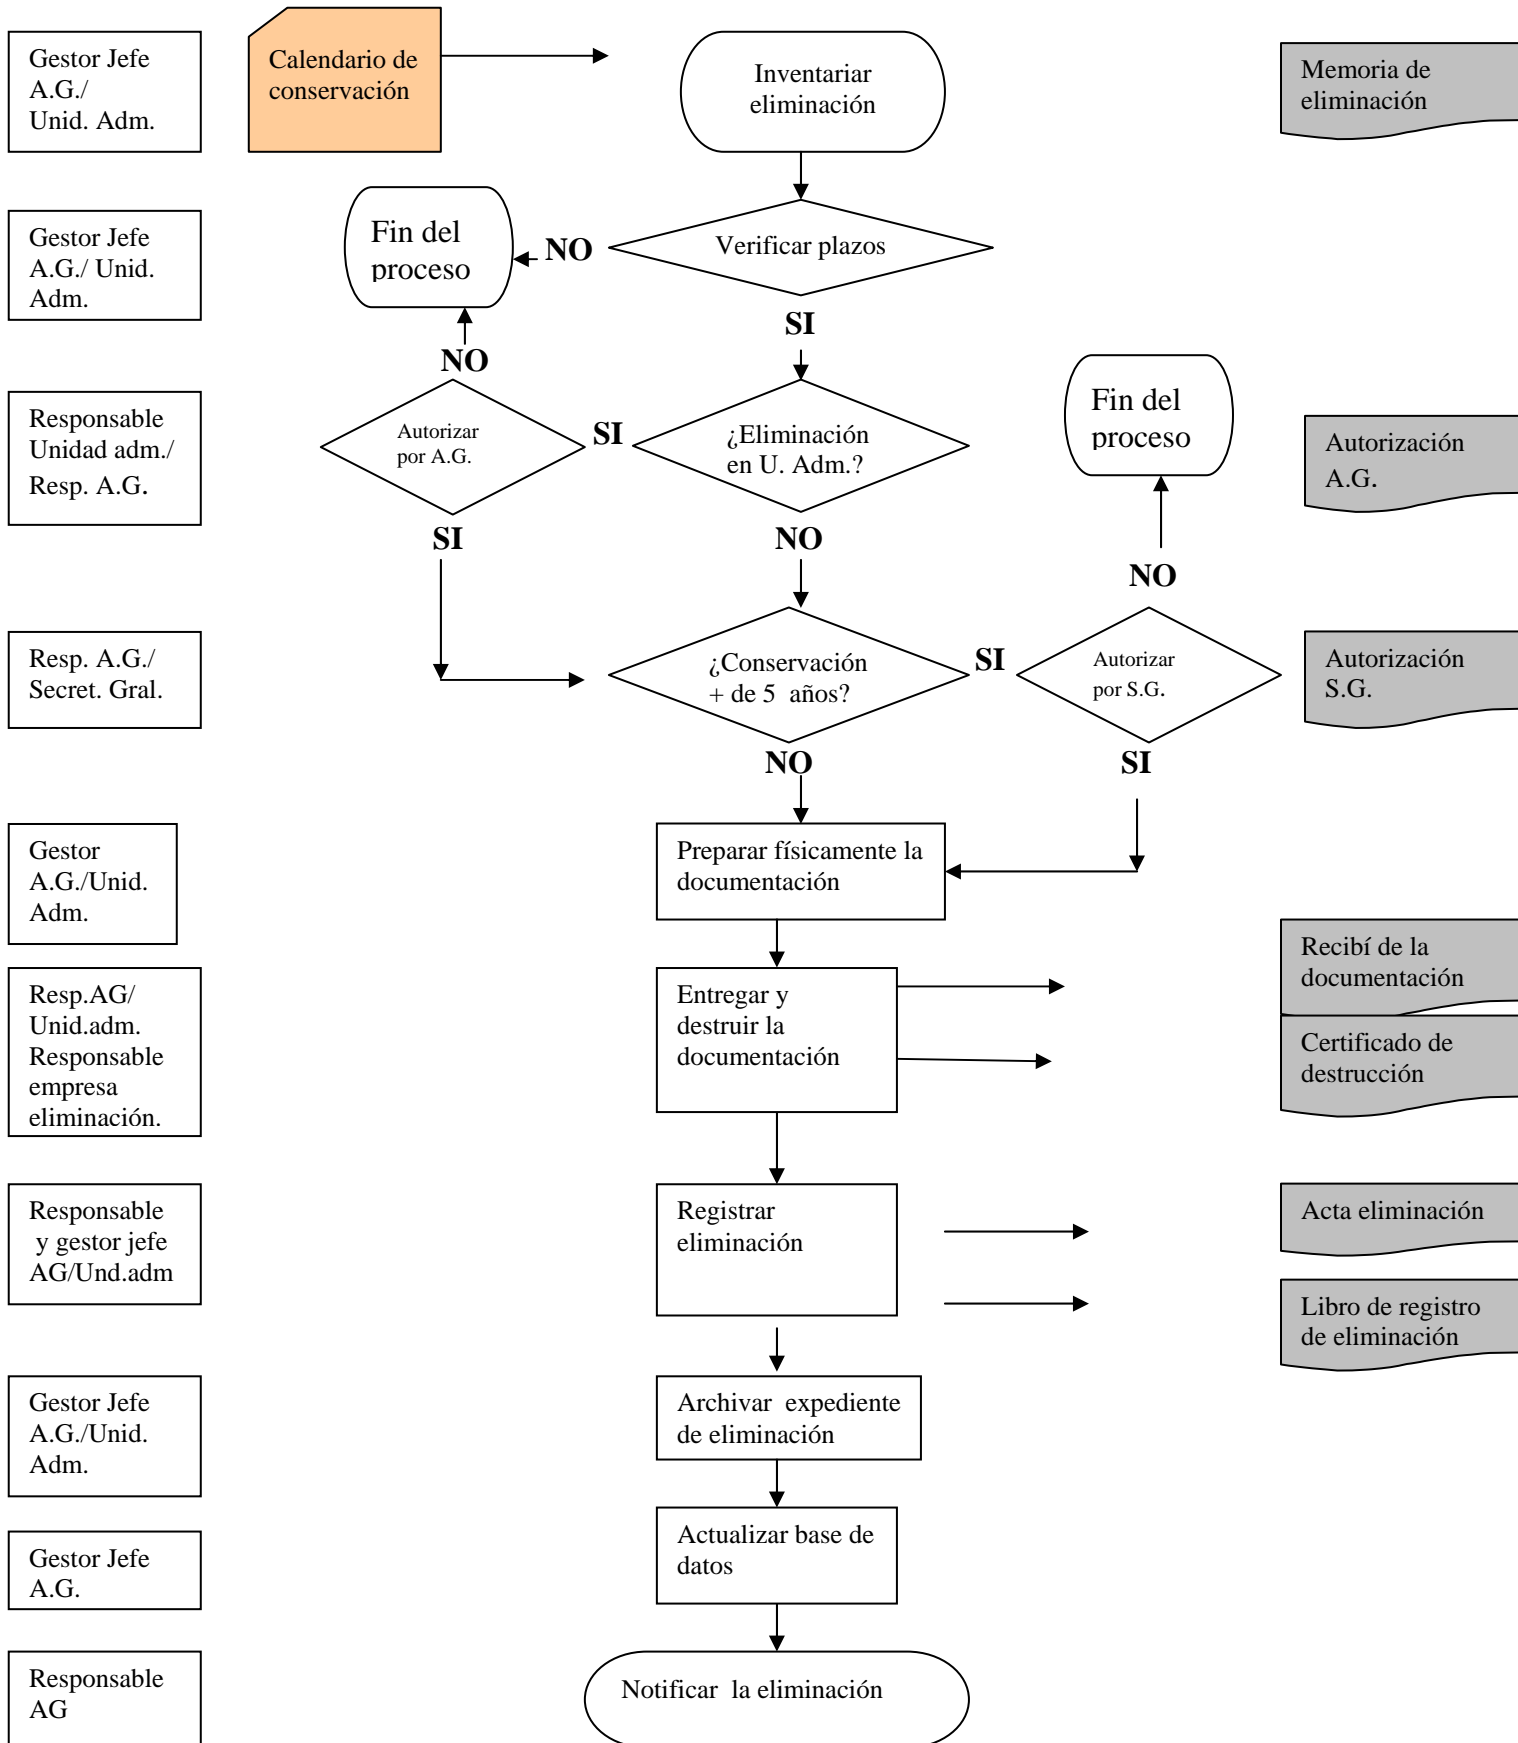 Gestor Jefe
A.G./
Unid. Adm.
Calendario de
conservación
Inventariar
eliminación
Memoria de
eliminación
Gestor Jefe
A.G./ Unid.
Adm.
Fin del
proceso
NO
Verificar plazos
SI
NO
Responsable
Unidad adm./
Resp. A.G.
Autorizar
por A.G.
SI
¿Eliminación
en U. Adm.?
Fin del
proceso
Autorización
A.G.
SI
NO
NO
Resp. A.G./
Secret. Gral.
¿Conservación
+ de 5 años?
SI
Autorizar
por S.G.
Autorización
S.G.
NO
SI
Gestor
A.G./Unid.
Adm.
Preparar físicamente la
documentación
Resp.AG/
Unid.adm.
Responsable
empresa
eliminación.
Entregar y
destruir la
documentación
Recibí de la
documentación
Certificado de
destrucción
Responsable
y gestor jefe
AG/Und.adm
Registrar
eliminación
Acta eliminación
Libro de registro
de eliminación
Gestor Jefe
A.G./Unid.
Adm.
Archivar expediente
de eliminación
Gestor Jefe
A.G.
Actualizar base de
datos
Responsable
AG
Notificar la eliminación